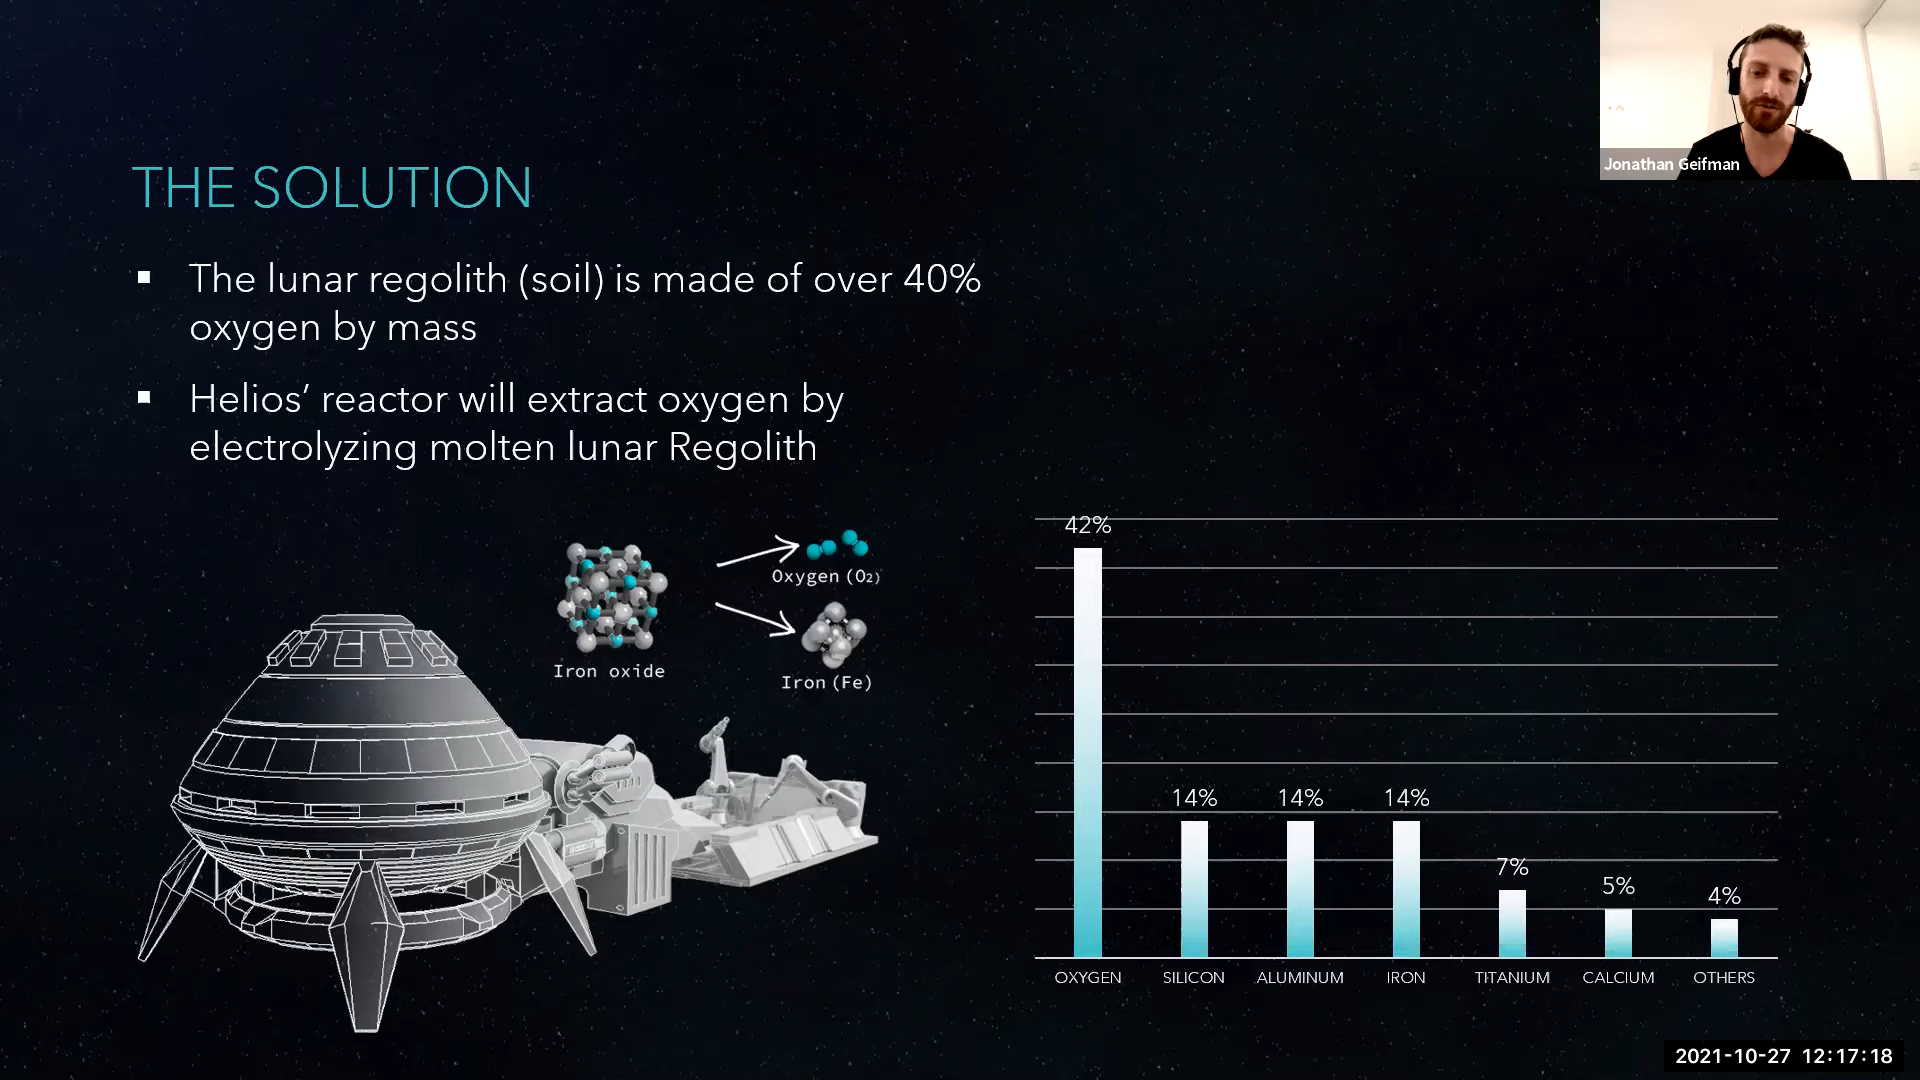 Jonathan Geifman
THE SOLUTION
▪ The lunar regolith (soil) is made of over 40%
oxygen by mass
▪ Helios’ reactor will extract oxygen by
electrolyzing molten lunar Regolith
Oxygen (O₂)
Iron oxide
Iron (Fe)
42%
14%
14%
14%
7%
5%
4%
OXYGEN
SILICON
ALUMINUM
IRON
TITANIUM
CALCIUM
OTHERS
2021-10-27 12:17:18